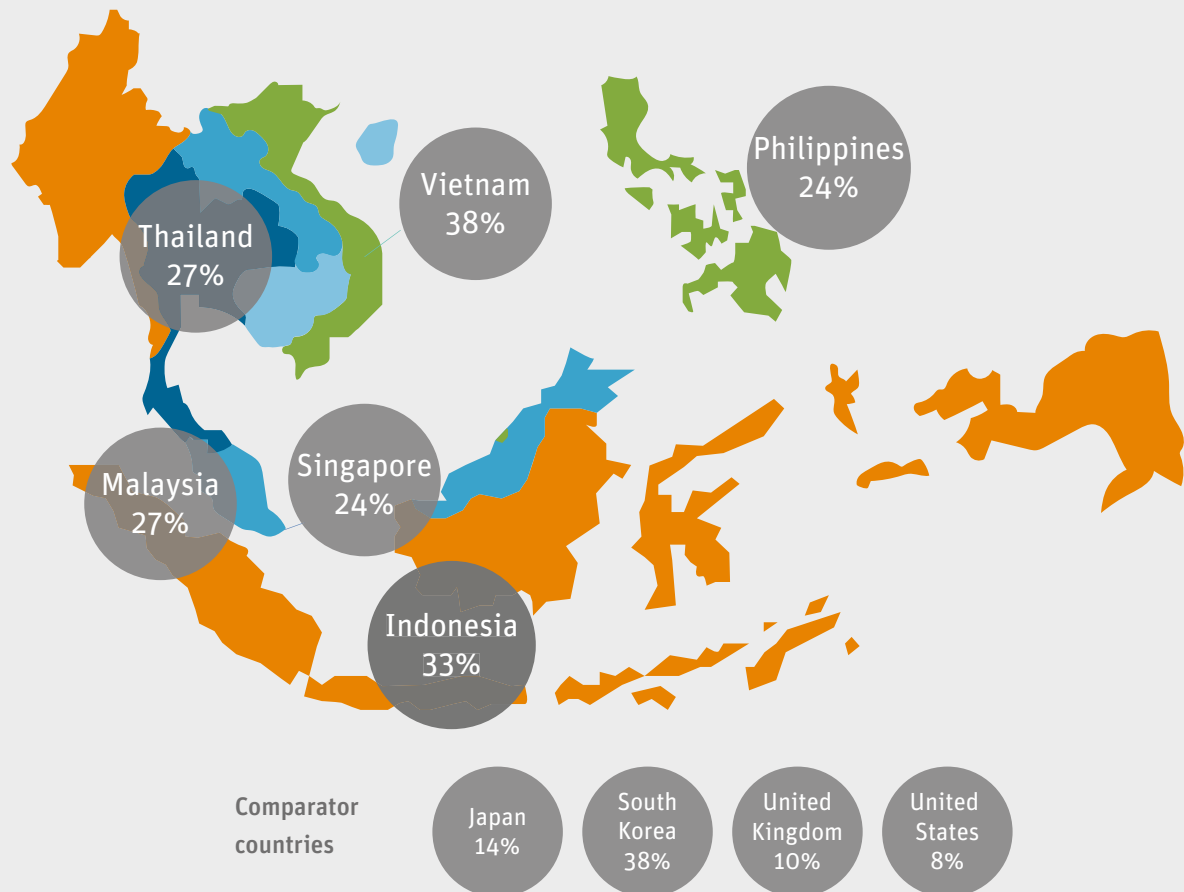 Philippines
24%
Vietnam
38%
Thailand
27%
Singapore
24%
Malaysia
27%
Indonesia
33%
Comparator
countries
Japan
14%
South
Korea
38%
United
Kingdom
10%
United
States
8%